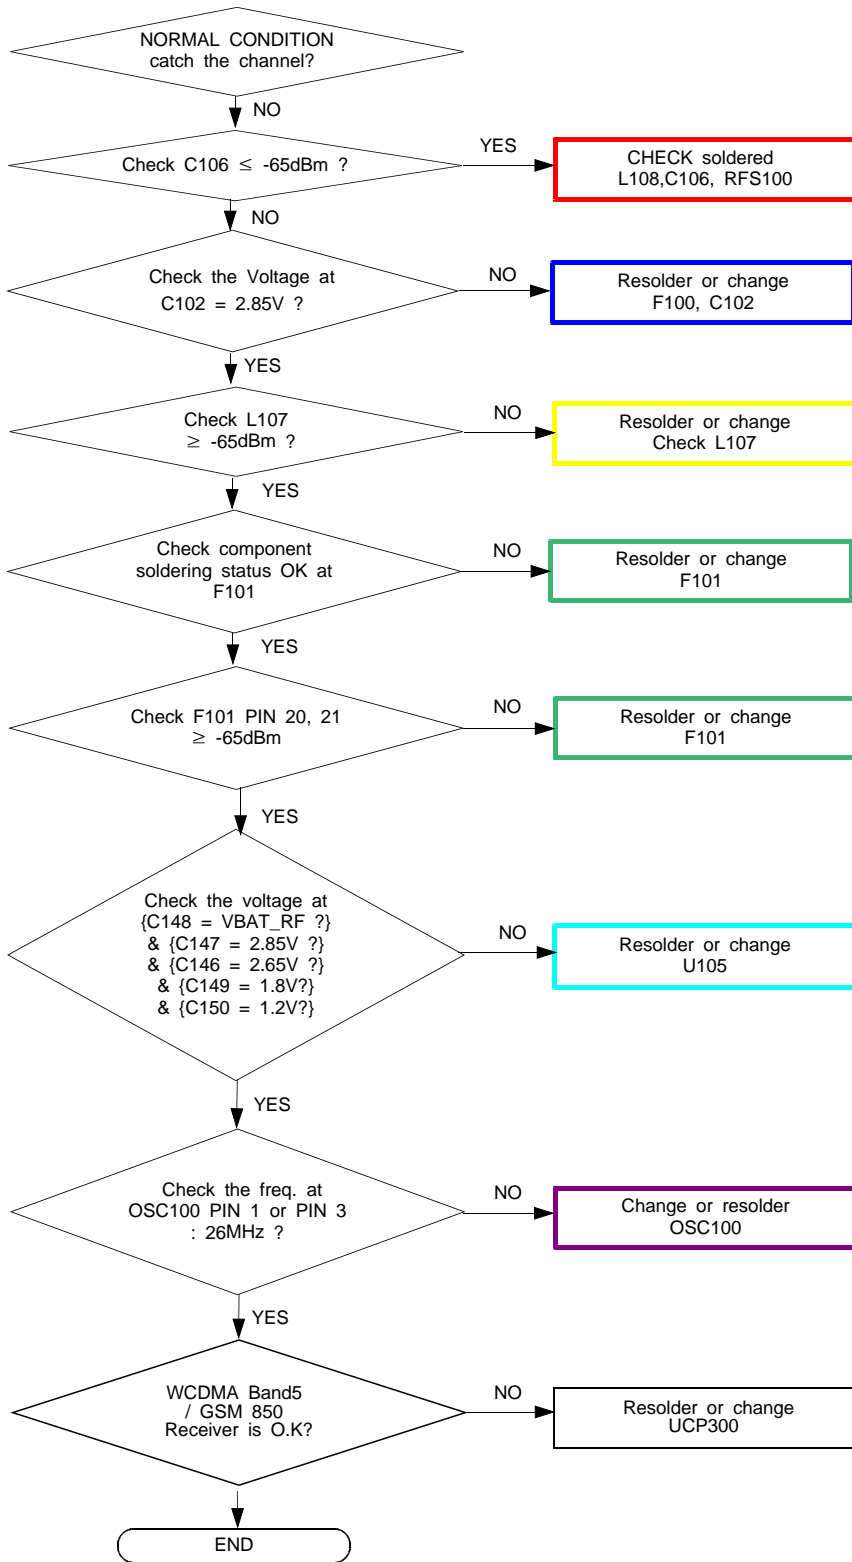 NORMAL CONDITION
catch the channel?
NO
Check C106 ≤ -65dBm ?
YES
CHECK soldered
L108,C106, RFS100
NO
Check the Voltage at
C102 = 2.85V ?
NO
Resolder or change
F100, C102
YES
Check L107
≥ -65dBm ?
NO
Resolder or change
Check L107
YES
Check component
soldering status OK at
F101
NO
Resolder or change
F101
YES
Check F101 PIN 20, 21
≥ -65dBm
NO
Resolder or change
F101
YES
Check the voltage at
{C148 = VBAT_RF ?}
& {C147 = 2.85V ?}
& {C146 = 2.65V ?}
& {C149 = 1.8V?}
& {C150 = 1.2V?}
NO
Resolder or change
U105
YES
Check the freq. at
OSC100 PIN 1 or PIN 3
: 26MHz ?
NO
Change or resolder
OSC100
YES
WCDMA Band5
/ GSM 850
Receiver is O.K?
NO
Resolder or change
UCP300
END